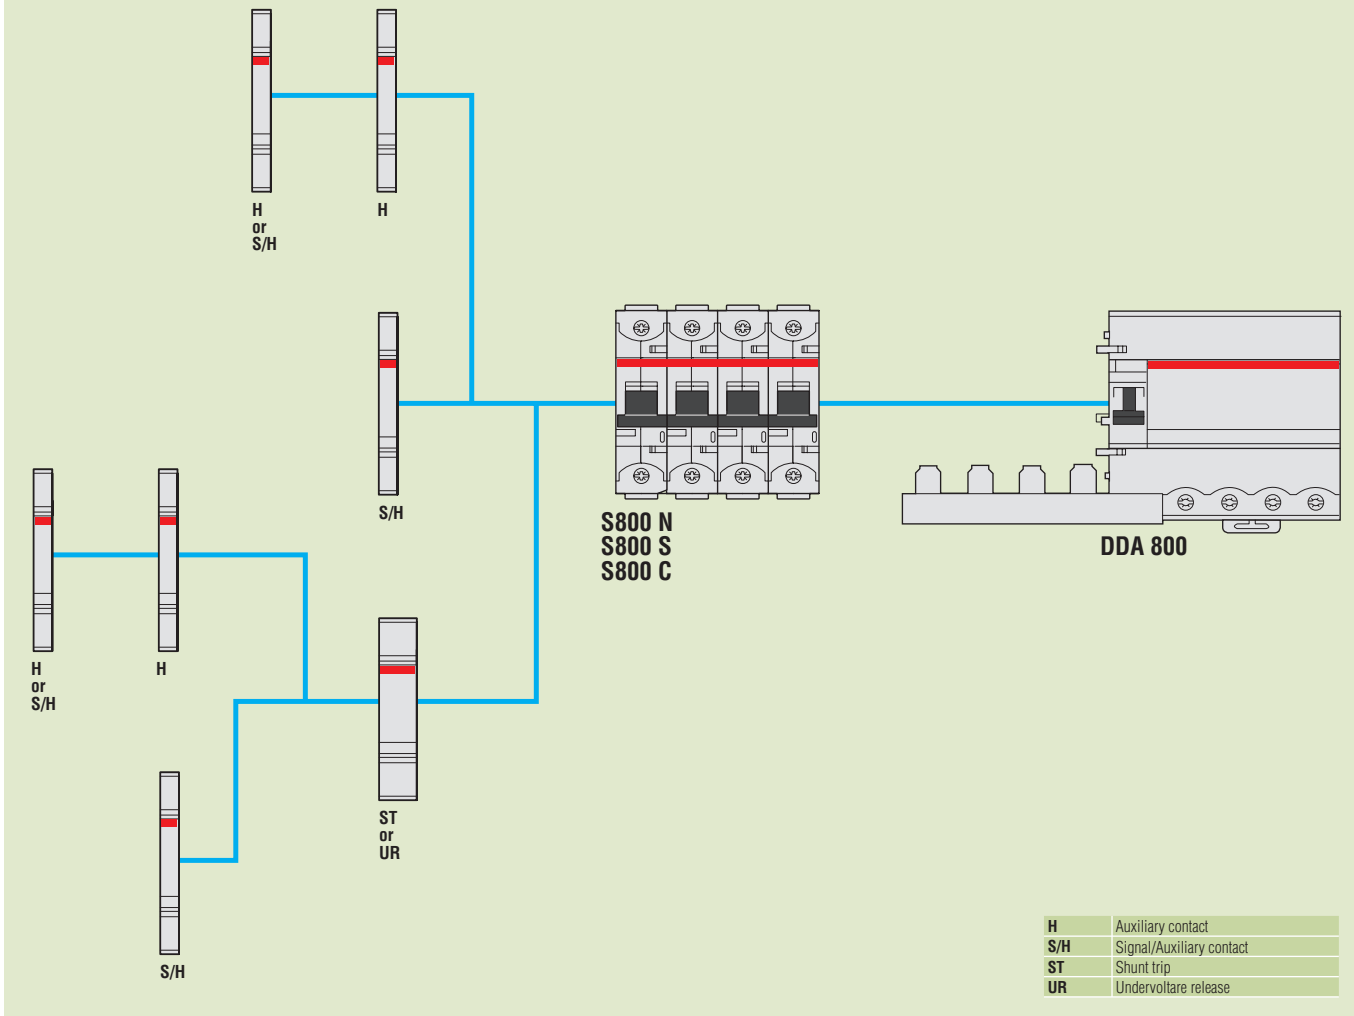 H
or
S/H
H
S/H
S800 N
S800 S
S800 C
DDA 800
H
or
S/H
H
ST
or
UR
S/H
H Auxiliary contact
S/H Signal/Auxiliary contact
ST Shunt trip
UR Undervoltare release